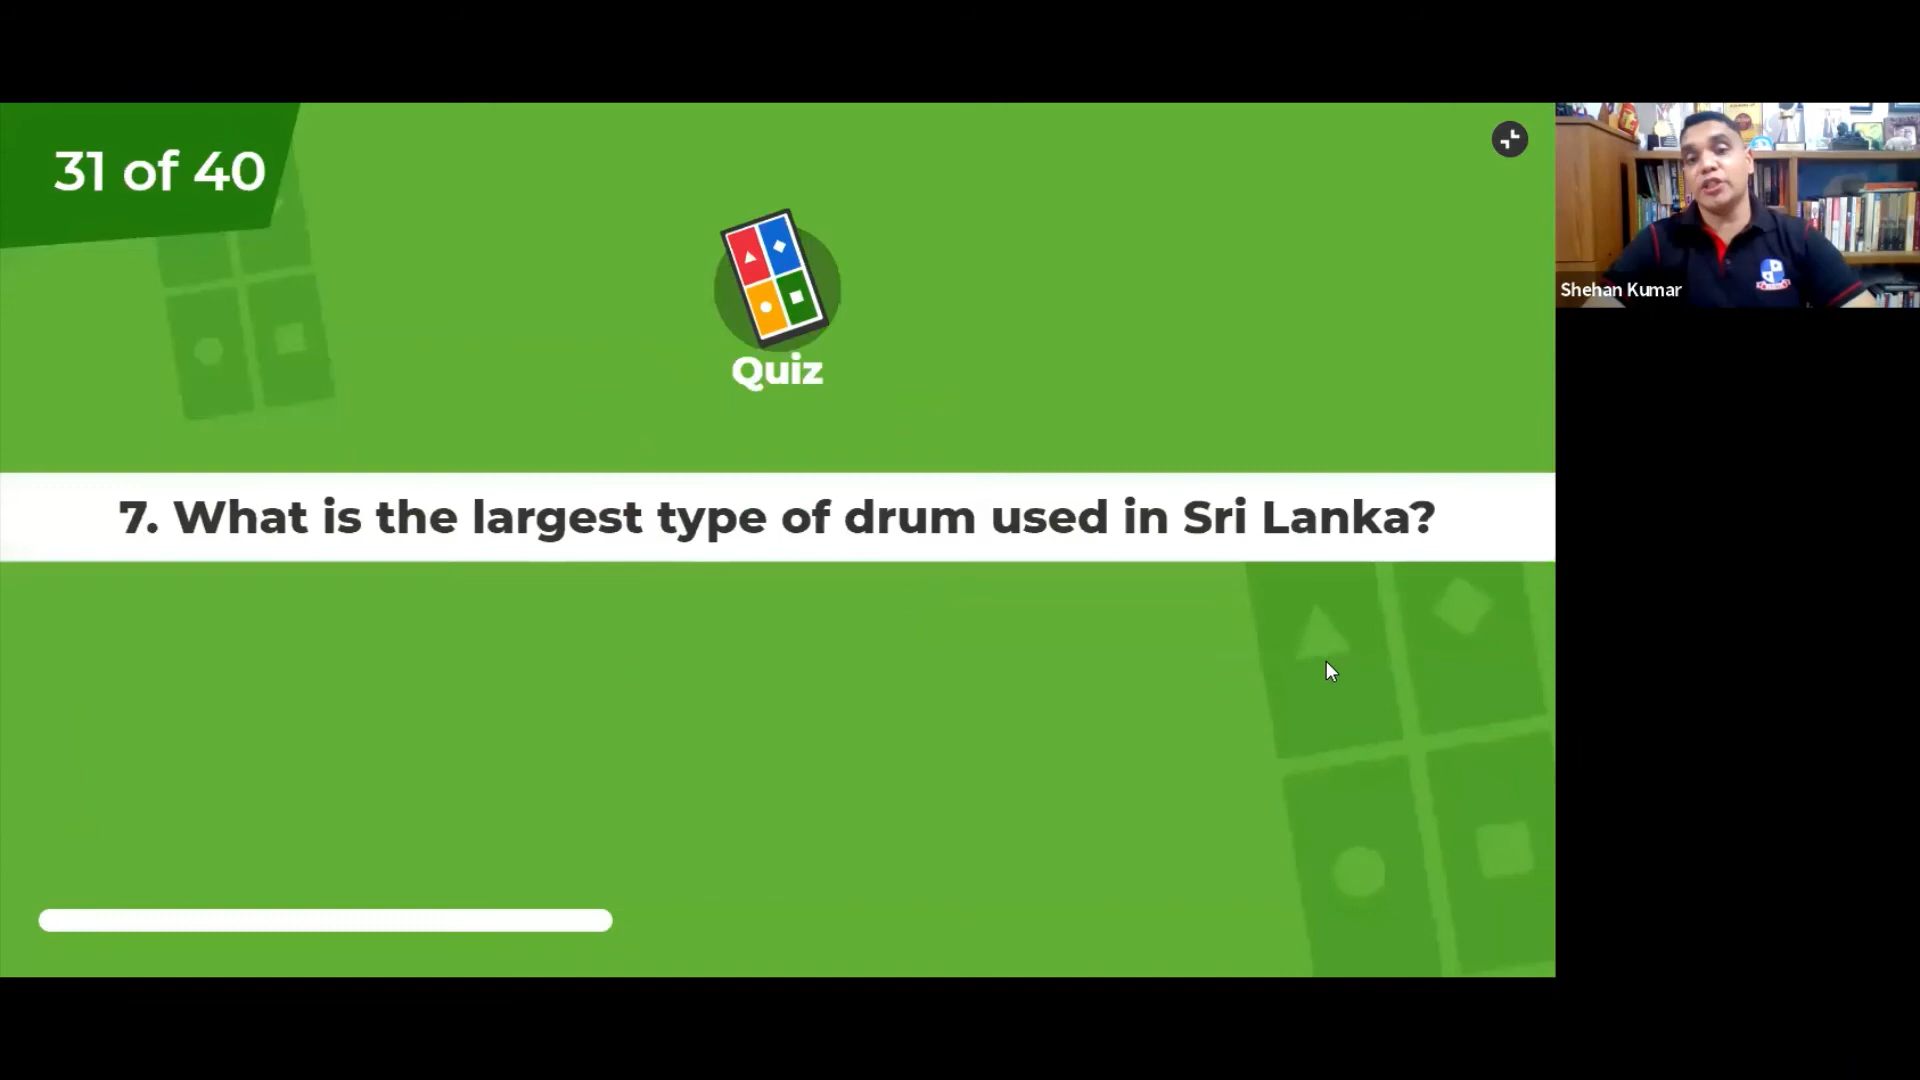 31 of 40
Quiz
7. What is the largest type of drum used in Sri Lanka?
Shehan Kumar